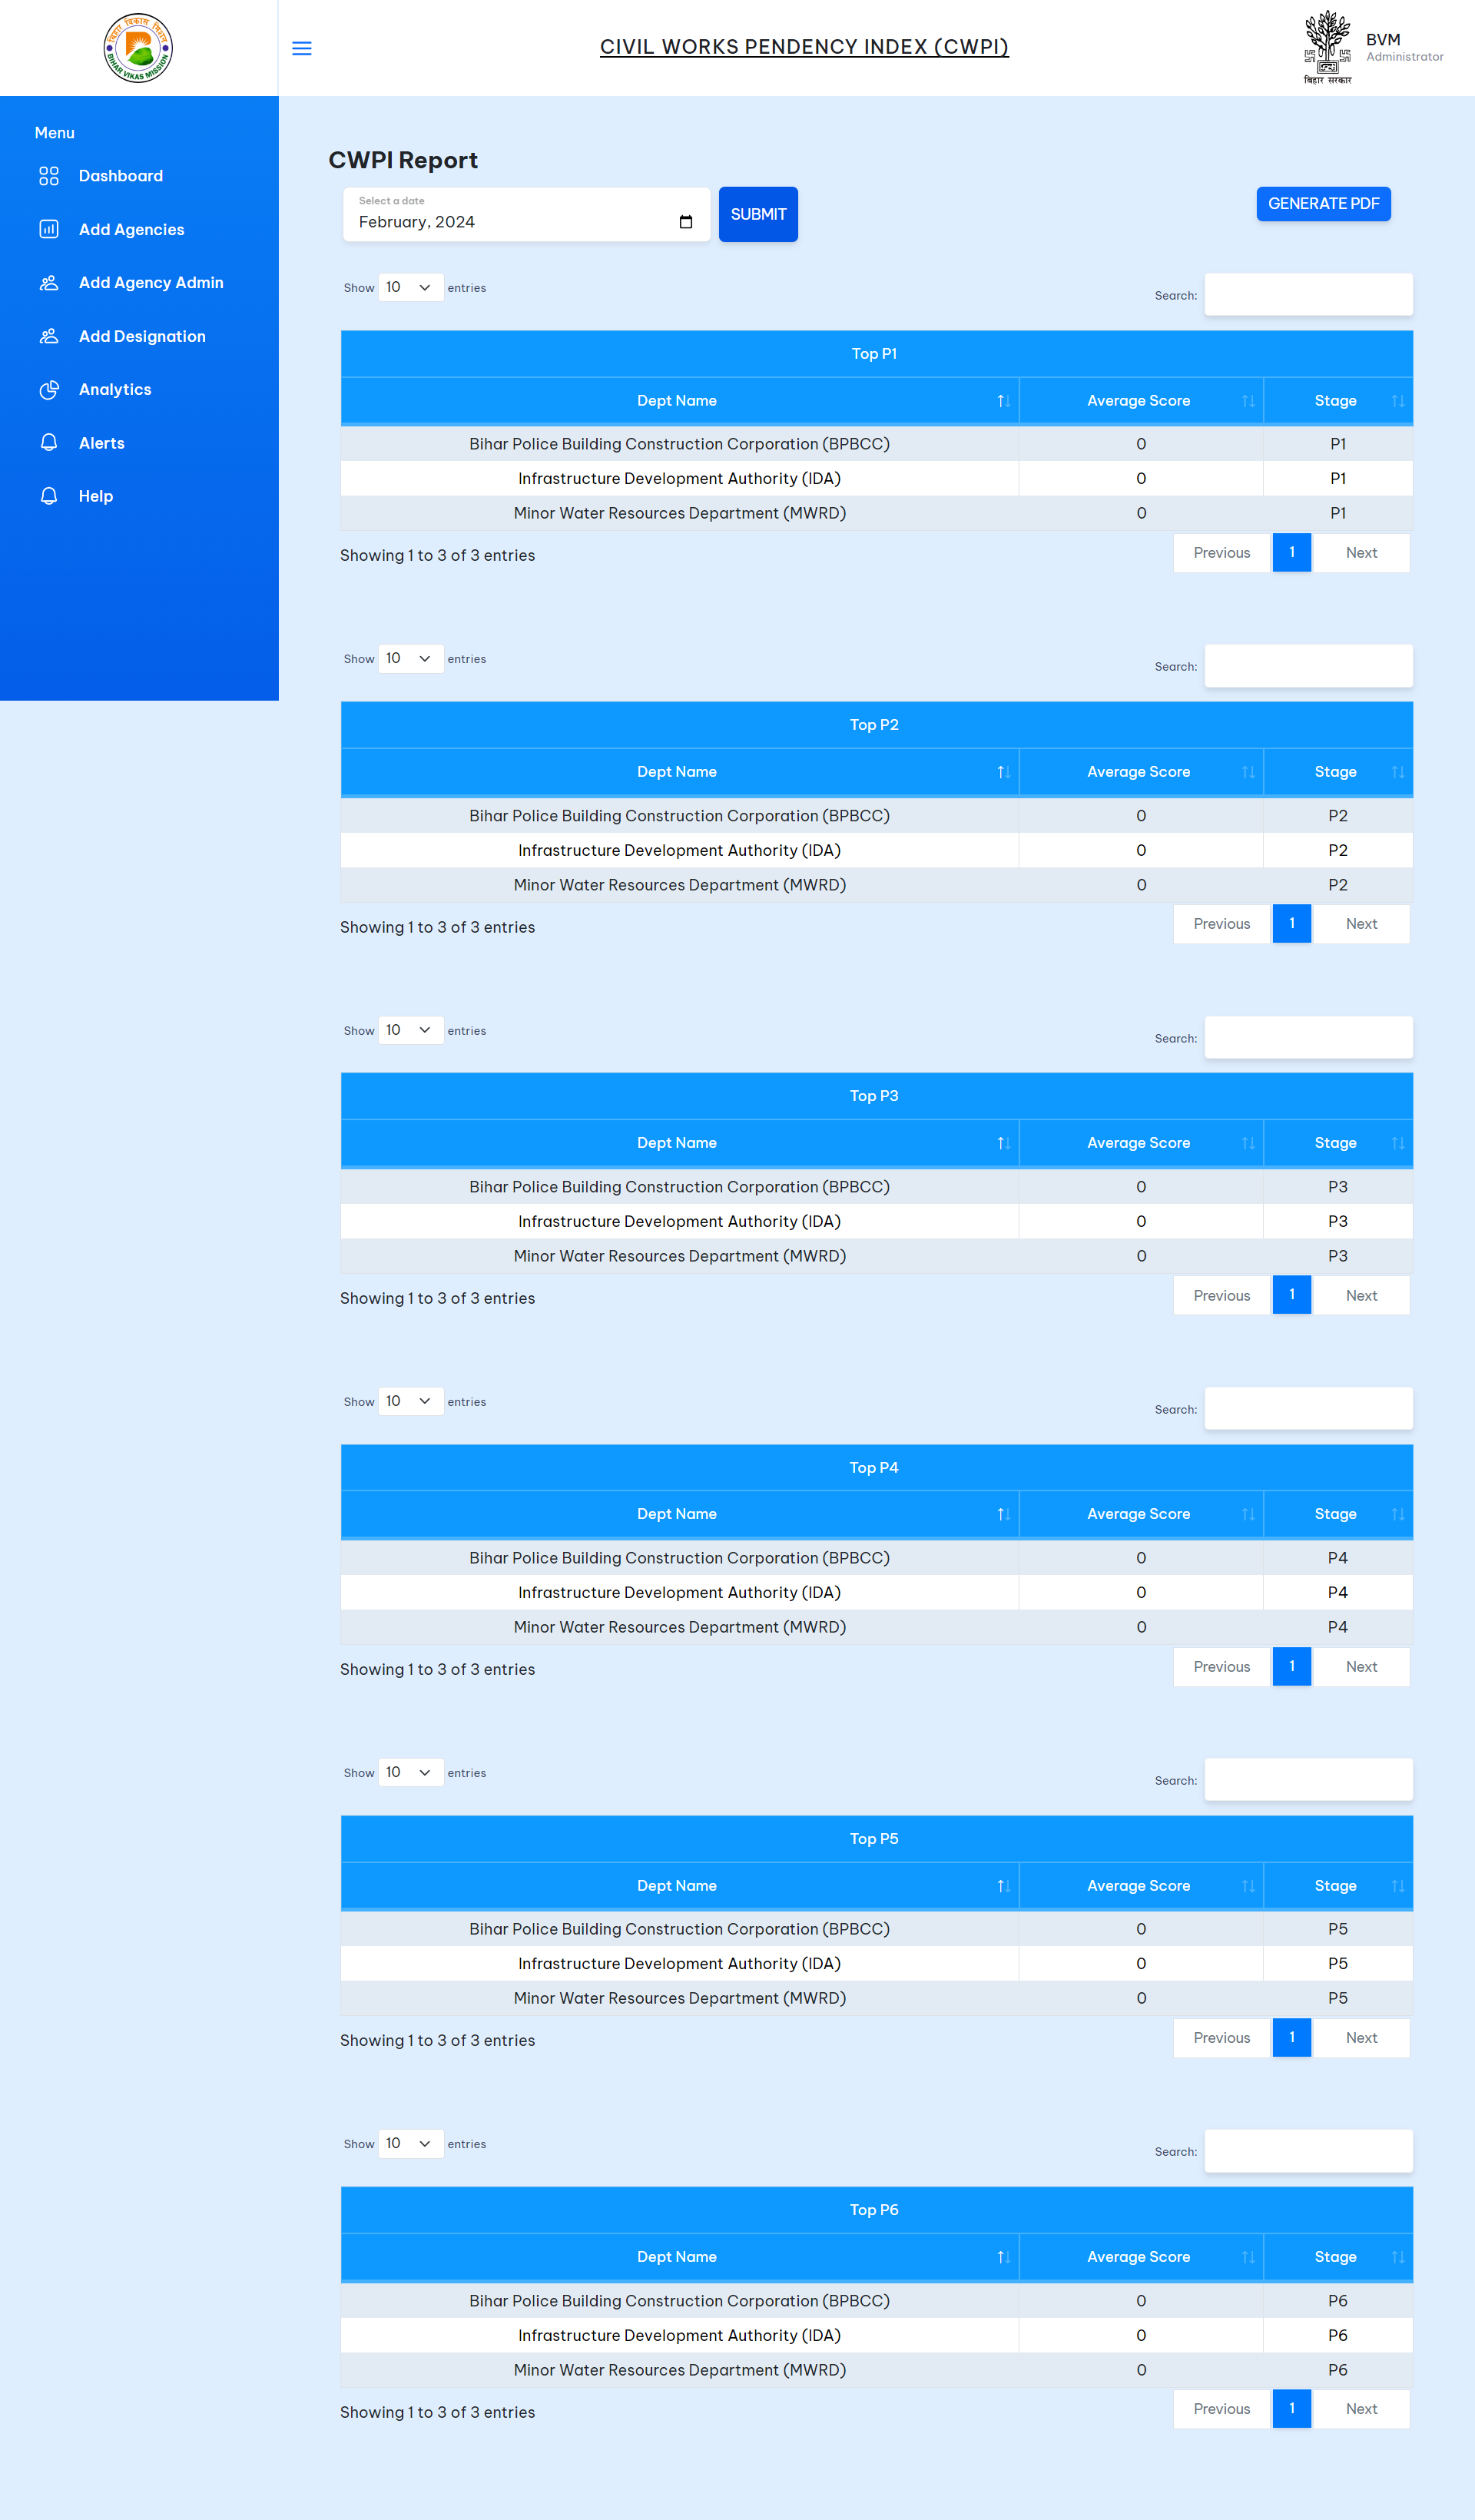 बिहार विकास मिशन
BIHAR VIKAS MISSION
CIVIL WORKS PENDENCY INDEX (CWPI)
बिहार सरकार
BVM
Administrator
Menu
Dashboard
Add Agencies
Add Agency Admin
Add Designation
Analytics
Alerts
Help
CWPI Report
Select a date
February, 2024
SUBMIT
GENERATE PDF
Show 10 entries
Search:
Top P1
Dept Name Average Score Stage
Bihar Police Building Construction Corporation (BPBCC) 0 P1
Infrastructure Development Authority (IDA) 0 P1
Minor Water Resources Department (MWRD) 0 P1
Showing 1 to 3 of 3 entries
Previous 1 Next
Show 10 entries
Search:
Top P2
Dept Name Average Score Stage
Bihar Police Building Construction Corporation (BPBCC) 0 P2
Infrastructure Development Authority (IDA) 0 P2
Minor Water Resources Department (MWRD) 0 P2
Showing 1 to 3 of 3 entries
Previous 1 Next
Show 10 entries
Search:
Top P3
Dept Name Average Score Stage
Bihar Police Building Construction Corporation (BPBCC) 0 P3
Infrastructure Development Authority (IDA) 0 P3
Minor Water Resources Department (MWRD) 0 P3
Showing 1 to 3 of 3 entries
Previous 1 Next
Show 10 entries
Search:
Top P4
Dept Name Average Score Stage
Bihar Police Building Construction Corporation (BPBCC) 0 P4
Infrastructure Development Authority (IDA) 0 P4
Minor Water Resources Department (MWRD) 0 P4
Showing 1 to 3 of 3 entries
Previous 1 Next
Show 10 entries
Search:
Top P5
Dept Name Average Score Stage
Bihar Police Building Construction Corporation (BPBCC) 0 P5
Infrastructure Development Authority (IDA) 0 P5
Minor Water Resources Department (MWRD) 0 P5
Showing 1 to 3 of 3 entries
Previous 1 Next
Show 10 entries
Search:
Top P6
Dept Name Average Score Stage
Bihar Police Building Construction Corporation (BPBCC) 0 P6
Infrastructure Development Authority (IDA) 0 P6
Minor Water Resources Department (MWRD) 0 P6
Showing 1 to 3 of 3 entries
Previous 1 Next